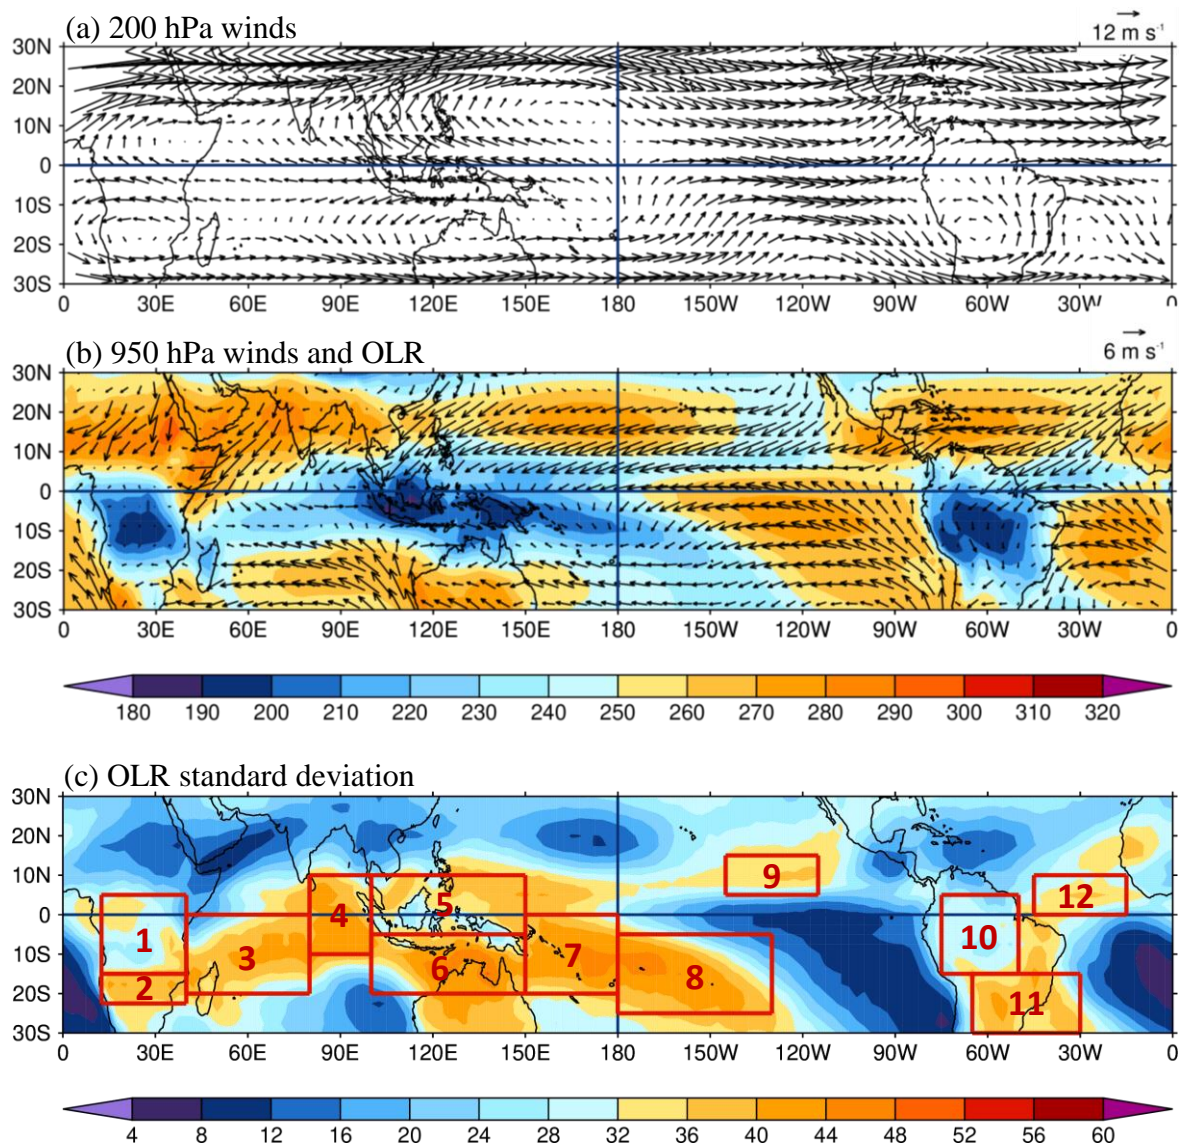 (a) 200 hPa winds
12 m s-1
30N
20N
10N
0
10S
20S
30S
0 30E 60E 90E 120E 150E 180 150W 120W 90W 60W 30W 0
(b) 950 hPa winds and OLR
6 m s-1
30N
20N
10N
0
10S
20S
30S
0 30E 60E 90E 120E 150E 180 150W 120W 90W 60W 30W 0
180 190 200 210 220 230 240 250 260 270 280 290 300 310 320
(c) OLR standard deviation
30N
20N
10N
0
10S
20S
30S
1 2 3 4 5 6 7 8 9 10 11 12
0 30E 60E 90E 120E 150E 180 150W 120W 90W 60W 30W 0
4 8 12 16 20 24 28 32 36 40 44 48 52 56 60